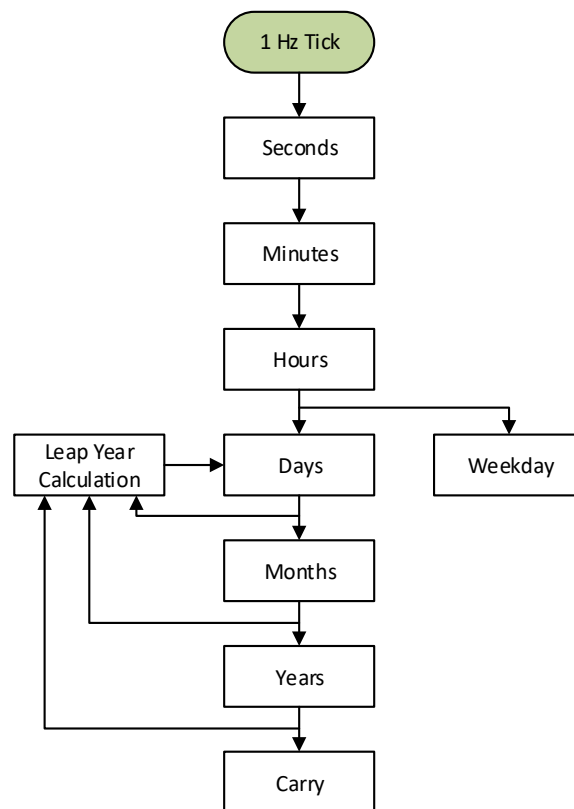 1 Hz Tick
Seconds
Minutes
Hours
Leap Year
Calculation
Days
Weekday
Months
Years
Carry